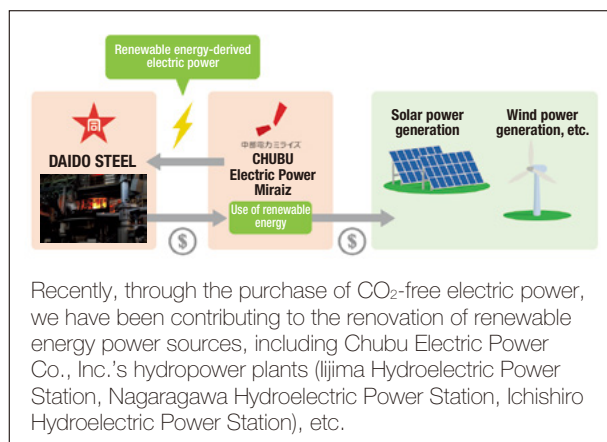 Renewable energy-derived
electric power
同
DAIDO STEEL
中部電力ミライズ
CHUBU
Electric Power
Miraiz
Use of renewable
energy
Solar power
generation
Wind power
generation, etc.
$
$
Recently, through the purchase of CO₂-free electric power,
we have been contributing to the renovation of renewable
energy power sources, including Chubu Electric Power
Co., Inc.’s hydropower plants (Iijima Hydroelectric Power
Station, Nagaragawa Hydroelectric Power Station, Ichishiro
Hydroelectric Power Station), etc.